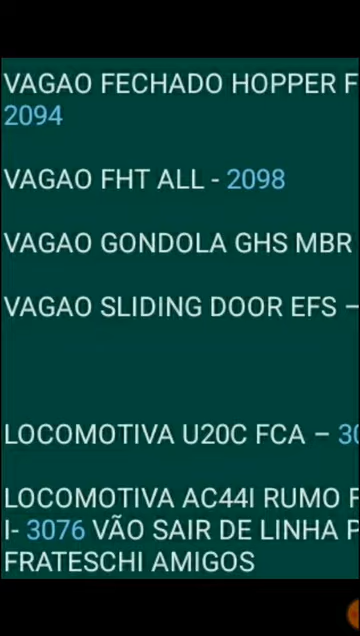 VAGAO FECHADO HOPPER F
2094
VAGAO FHT ALL - 2098
VAGAO GONDOLA GHS MBR
VAGAO SLIDING DOOR EFS –
LOCOMOTIVA U20C FCA – 30
LOCOMOTIVA AC44I RUMO F
I- 3076 VÃO SAIR DE LINHA P
FRATESCHI AMIGOS